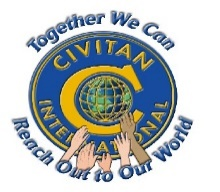 Together We Can
CIVITAN
C
INTERNATIONAL
Reach Out to Our World